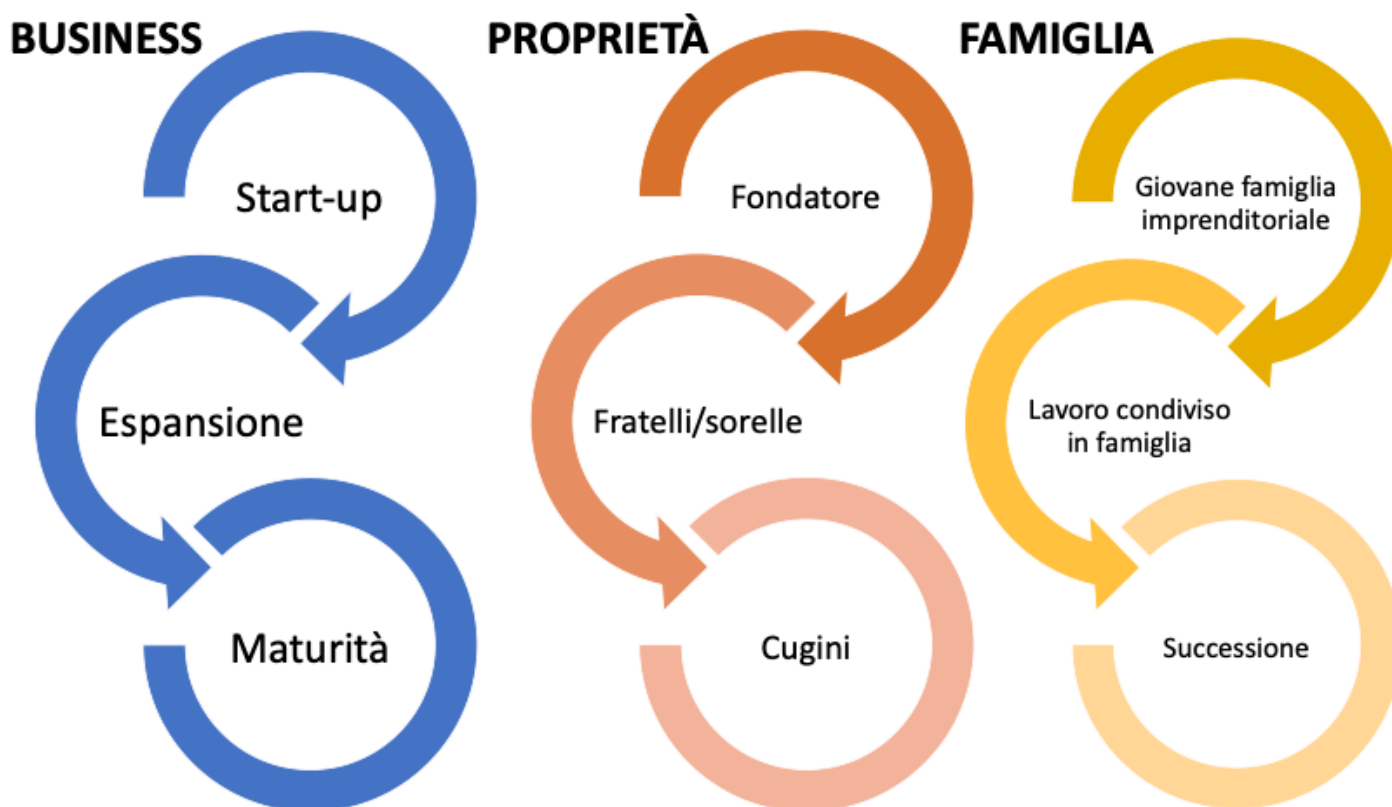 BUSINESS
Start-up
Espansione
Maturità
PROPRIETÀ
Fondatore
Fratelli/sorelle
Cugini
FAMIGLIA
Giovane famiglia
imprenditoriale
Lavoro condiviso
in famiglia
Successione